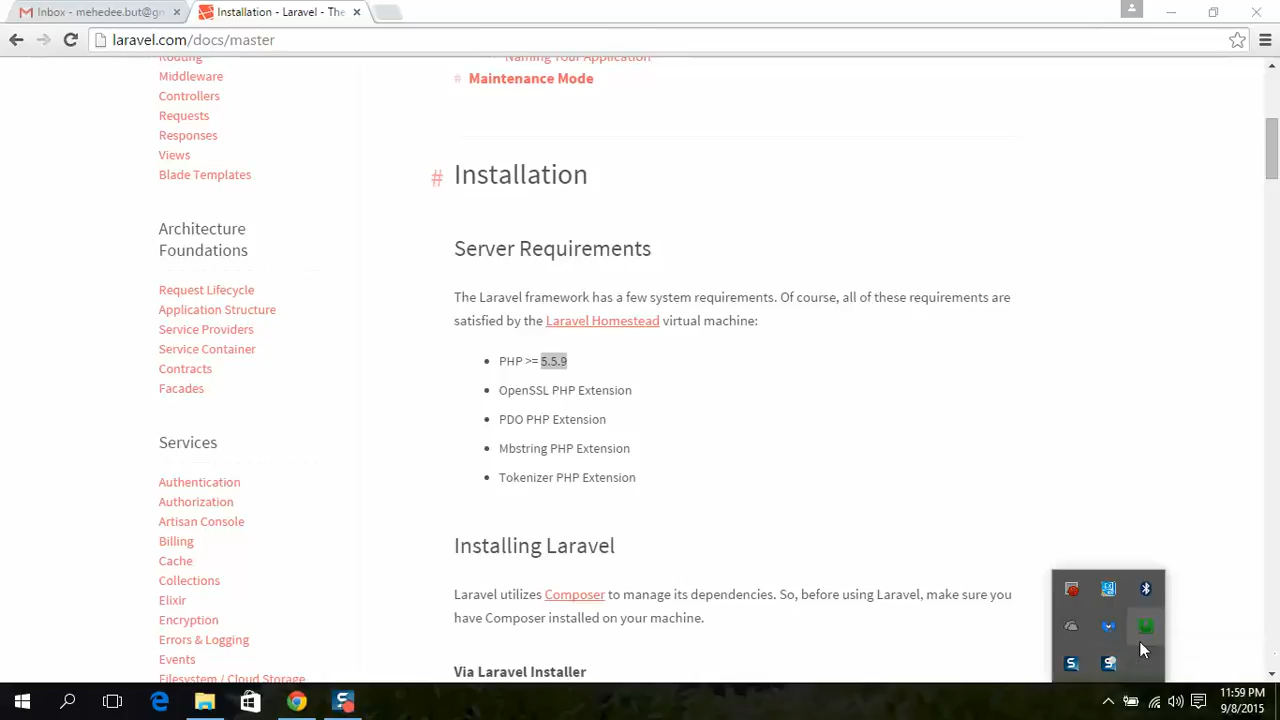 Inbox - mehedee.but@gn
Installation - Laravel - The
laravel.com/docs/master
Routing
Middleware
Controllers
Requests
Responses
Views
Blade Templates
Architecture
Foundations
Request Lifecycle
Application Structure
Service Providers
Service Container
Contracts
Facades
Services
Authentication
Authorization
Artisan Console
Billing
Cache
Collections
Elixir
Encryption
Errors & Logging
Events
Filesystem / Cloud Storage
Naming Your Application
# Maintenance Mode
# Installation
Server Requirements
The Laravel framework has a few system requirements. Of course, all of these requirements are
satisfied by the Laravel Homestead virtual machine:
PHP >= 5.5.9
OpenSSL PHP Extension
PDO PHP Extension
Mbstring PHP Extension
Tokenizer PHP Extension
Installing Laravel
Laravel utilizes Composer to manage its dependencies. So, before using Laravel, make sure you
have Composer installed on your machine.
Via Laravel Installer
11:59 PM
9/8/2015